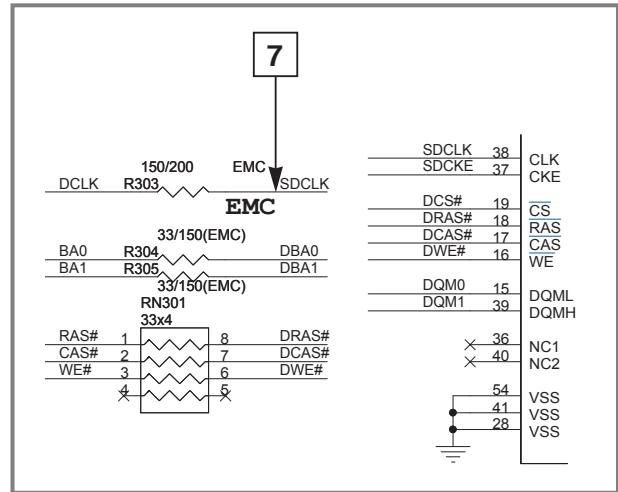 7
150/200 EMC
DCLK R303 SDCLK
EMC
33/150(EMC)
BA0 R304 DBA0
BA1 R305 DBA1
33/150(EMC)
RN301
33x4
RAS# 1 8 DRAS#
CAS# 2 7 DCAS#
WE# 3 6 DWE#
4 5
SDCLK 38 CLK
SDCKE 37 CKE
DCS# 19 CS
DRAS# 18 RAS
DCAS# 17 CAS
DWE# 16 WE
DQM0 15 DQML
DQM1 39 DQMH
36 NC1
40 NC2
54 VSS
41 VSS
28 VSS